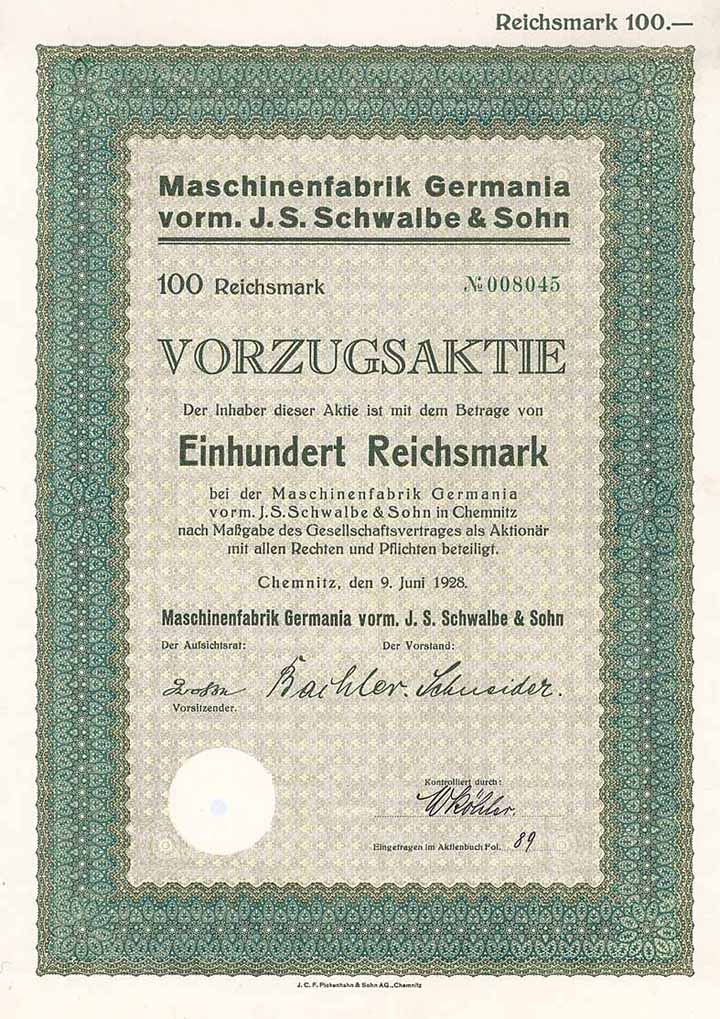 Reichsmark 100.—
Maschinenfabrik Germania
vorm. J. S. Schwalbe & Sohn
100 Reichsmark № 008045
VORZUGSAKTIE
Der Inhaber dieser Aktie ist mit dem Betrage von
Einhundert Reichsmark
bei der Maschinenfabrik Germania
vorm. J. S. Schwalbe & Sohn in Chemnitz
nach Maßgabe des Gesellschaftsvertrages als Aktionär
mit allen Rechten und Pflichten beteiligt.
Chemnitz, den 9. Juni 1928.
Maschinenfabrik Germania vorm. J. S. Schwalbe & Sohn
Der Aufsichtsrat: Der Vorstand:
Bachler. Schneider.
Vorsitzender.
Kontrolliert durch:
WKöhler.
Eingetragen im Aktienbuch Fol. 89
J. C. F. Pickenhahn & Sohn AG., Chemnitz